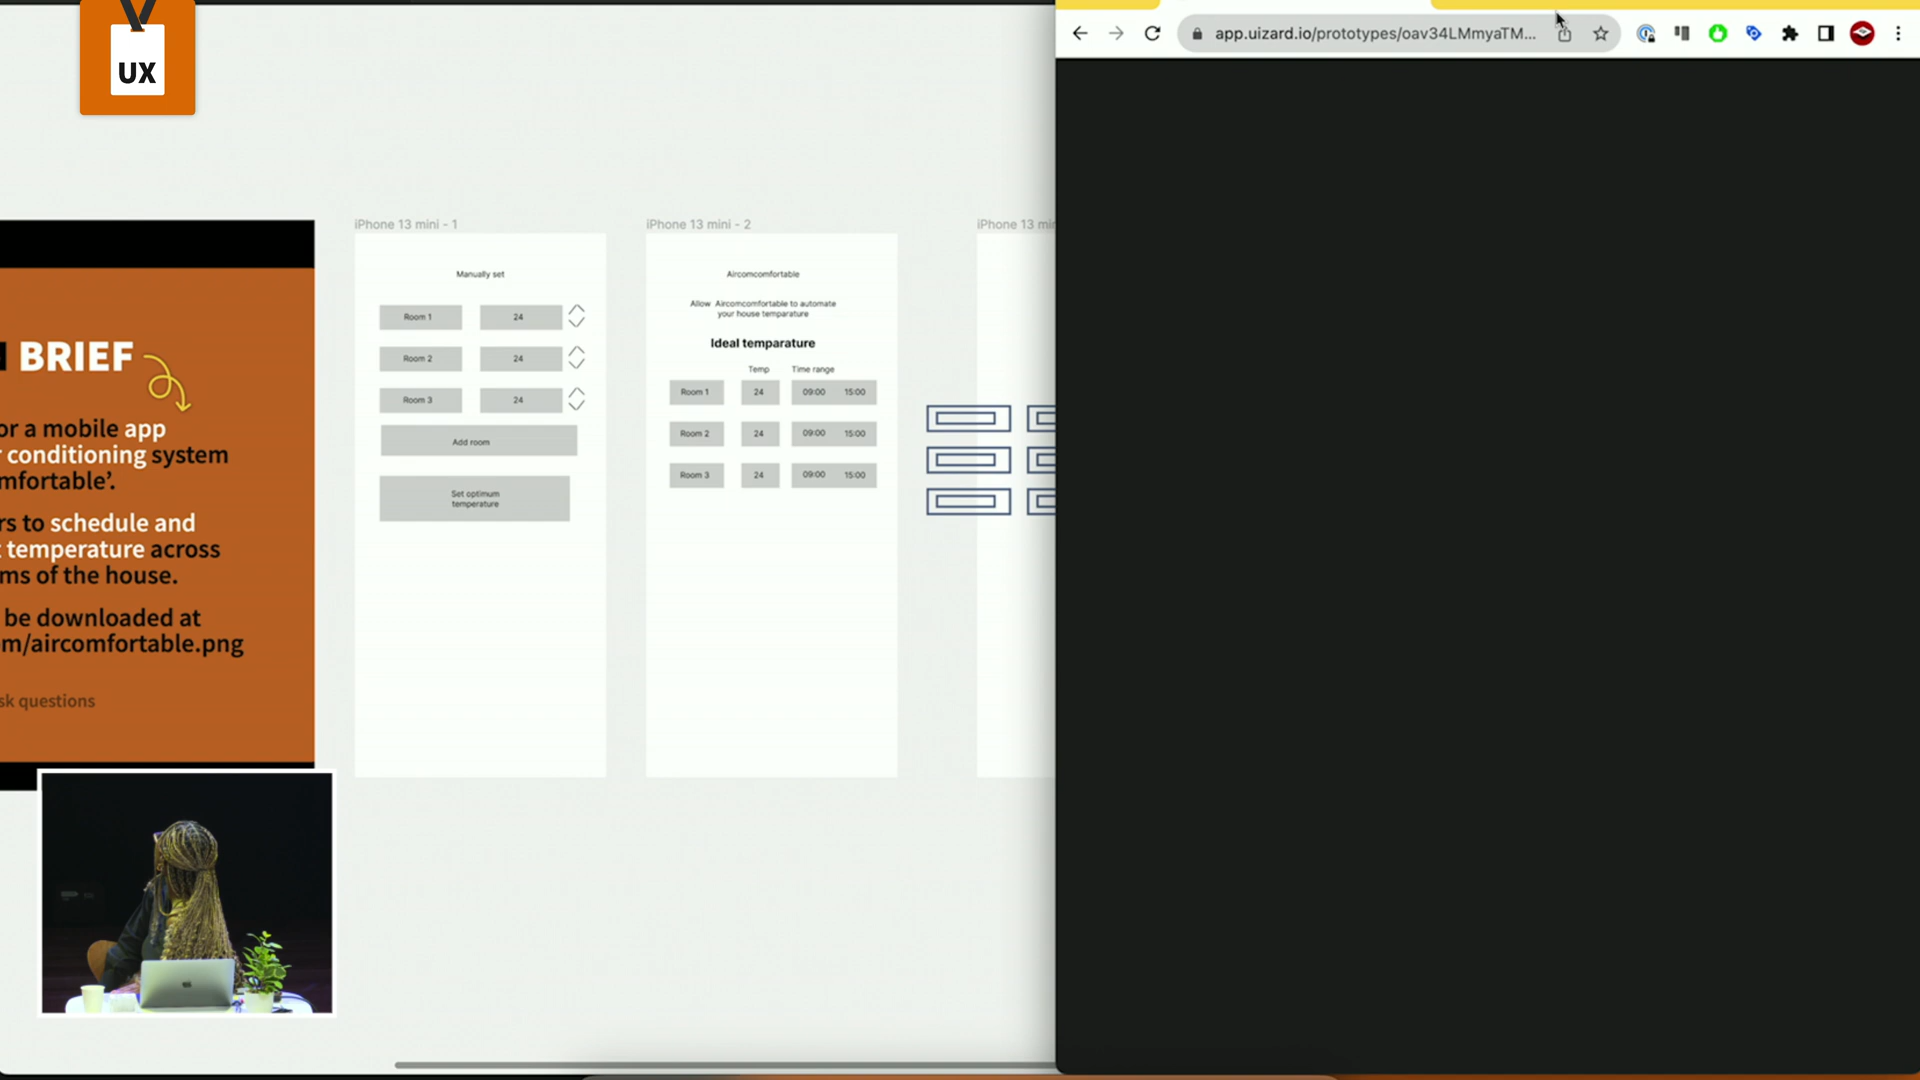 UX
app.uizard.io/prototypes/oav34LMmyaTM...
iPhone 13 mini - 1
iPhone 13 mini - 2
iPhone 13 mi
BRIEF
or a mobile app
r conditioning system
mfortable’.
rs to schedule and
t temperature across
ms of the house.
be downloaded at
m/aircomfortable.png
sk questions
Manually set
Room 1
24
Room 2
24
Room 3
24
Add room
Set optimum
temperature
Aircomcomfortable
Allow Aircomcomfortable to automate
your house temparature
Ideal temparature
Temp
Time range
Room 1
24
09:00
15:00
Room 2
24
09:00
15:00
Room 3
24
09:00
15:00